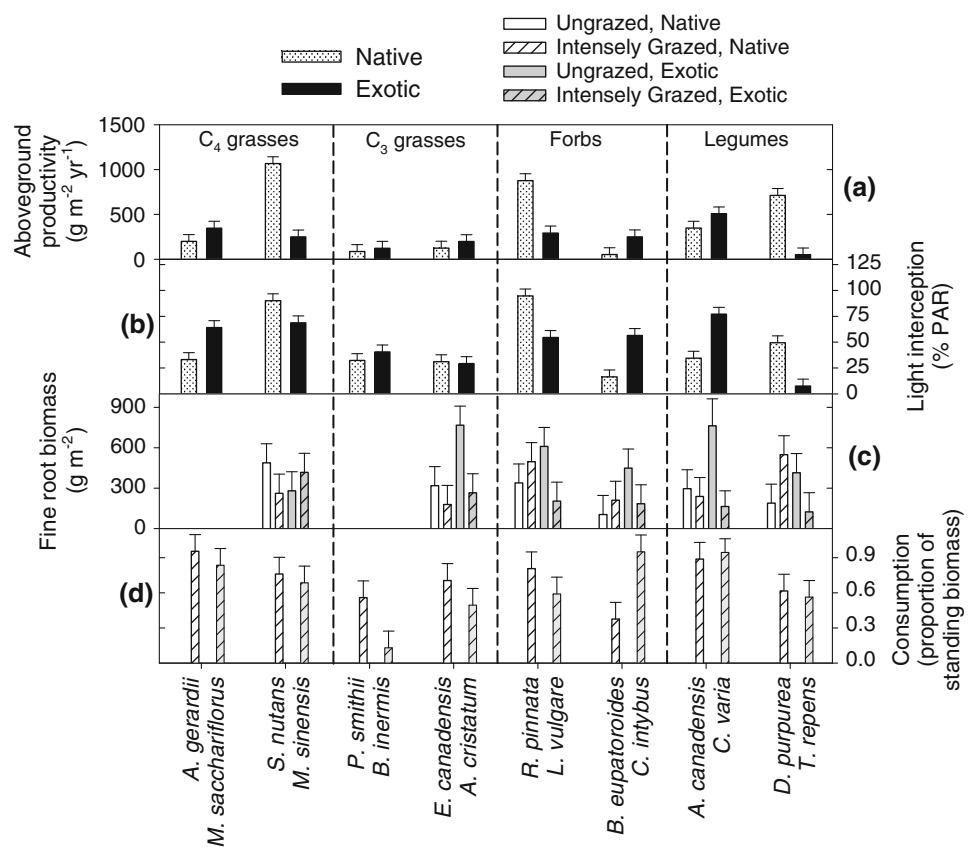 Native
Exotic
Ungrazed, Native
Intensely Grazed, Native
Ungrazed, Exotic
Intensely Grazed, Exotic
C4 grasses
C3 grasses
Forbs
Legumes
Aboveground
productivity
(g m-2 yr-1)
1500
1000
500
0
(a)
(b)
125
100
75
50
25
0
Light interception
(% PAR)
Fine root biomass
(g m-2)
900
600
300
0
(c)
(d)
0.9
0.6
0.3
0.0
Consumption
(proportion of
standing biomass)
A. gerardii
M. sacchariflorus
S. nutans
M. sinensis
P. smithii
B. inermis
E. canadensis
A. cristatum
R. pinnata
L. vulgare
B. eupatoroides
C. intybus
A. canadensis
C. varia
D. purpurea
T. repens